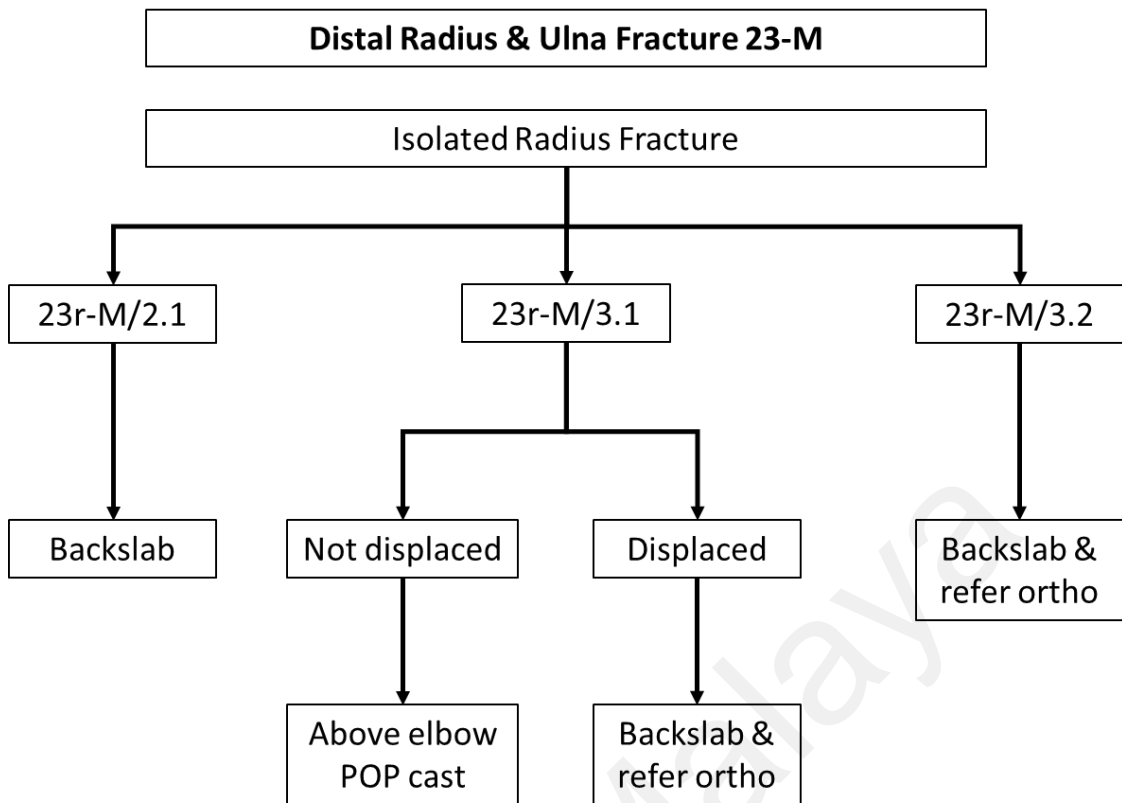 Distal Radius & Ulna Fracture 23-M
Isolated Radius Fracture
23r-M/2.1
23r-M/3.1
23r-M/3.2
Backslab
Not displaced
Displaced
Backslab &
refer ortho
Above elbow
POP cast
Backslab &
refer ortho
Malaya